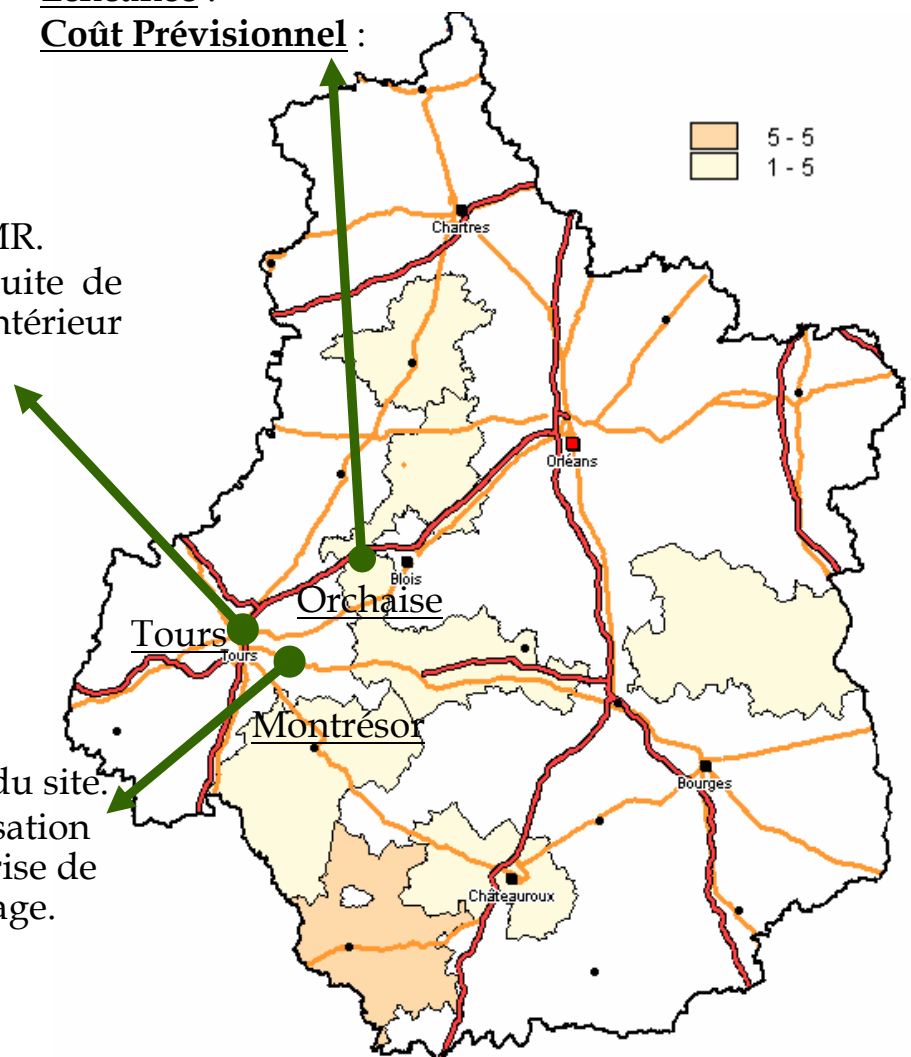 Échéance :
Coût Prévisionnel :
5 - 5
1 - 5
MR.
uite de
ntérieur
Chartres
Orléans
Blois
Orchaise
Tours
Tours
Montrésor
du site.
sation
rise de
age.
Bourges
Châteauroux